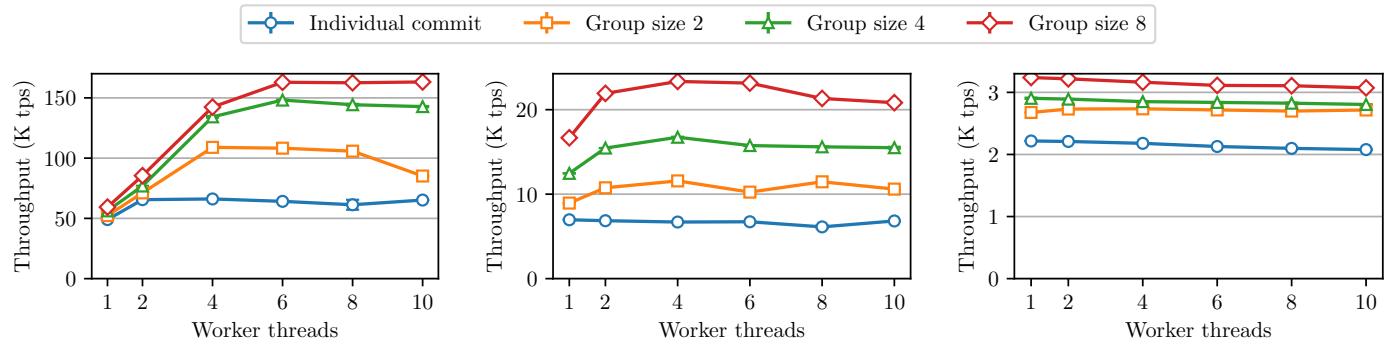 Individual commit Group size 2 Group size 4 Group size 8
Throughput (K tps)
150
100
50
0
1 2 4 6 8 10
Worker threads
Throughput (K tps)
20
10
0
1 2 4 6 8 10
Worker threads
Throughput (K tps)
3
2
1
0
1 2 4 6 8 10
Worker threads